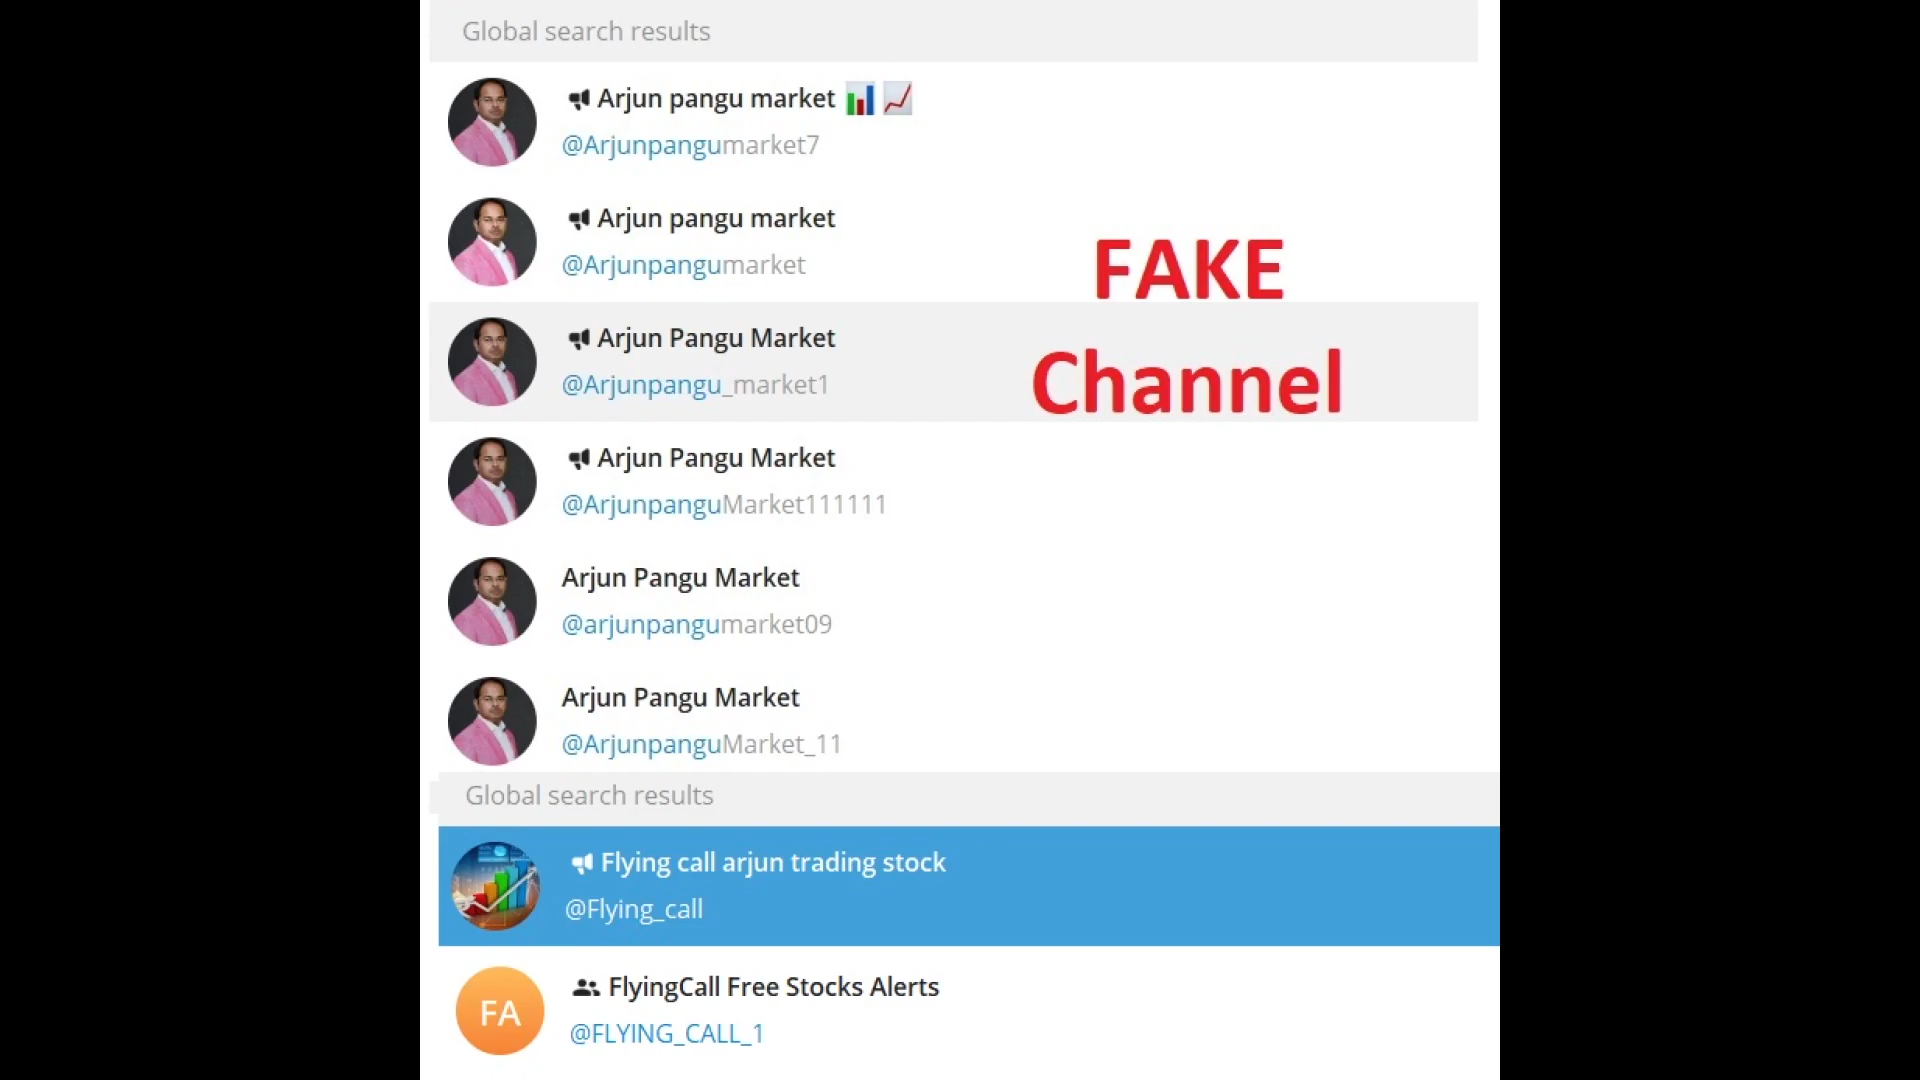 Global search results
Arjun pangu market
@Arjunpangumarket7
Arjun pangu market
@Arjunpangumarket
FAKE
Arjun Pangu Market
@Arjunpangu_market1
Channel
Arjun Pangu Market
@ArjunpanguMarket111111
Arjun Pangu Market
@arjunpangumarket09
Arjun Pangu Market
@ArjunpanguMarket_11
Global search results
Flying call arjun trading stock
@Flying_call
FA
FlyingCall Free Stocks Alerts
@FLYING_CALL_1